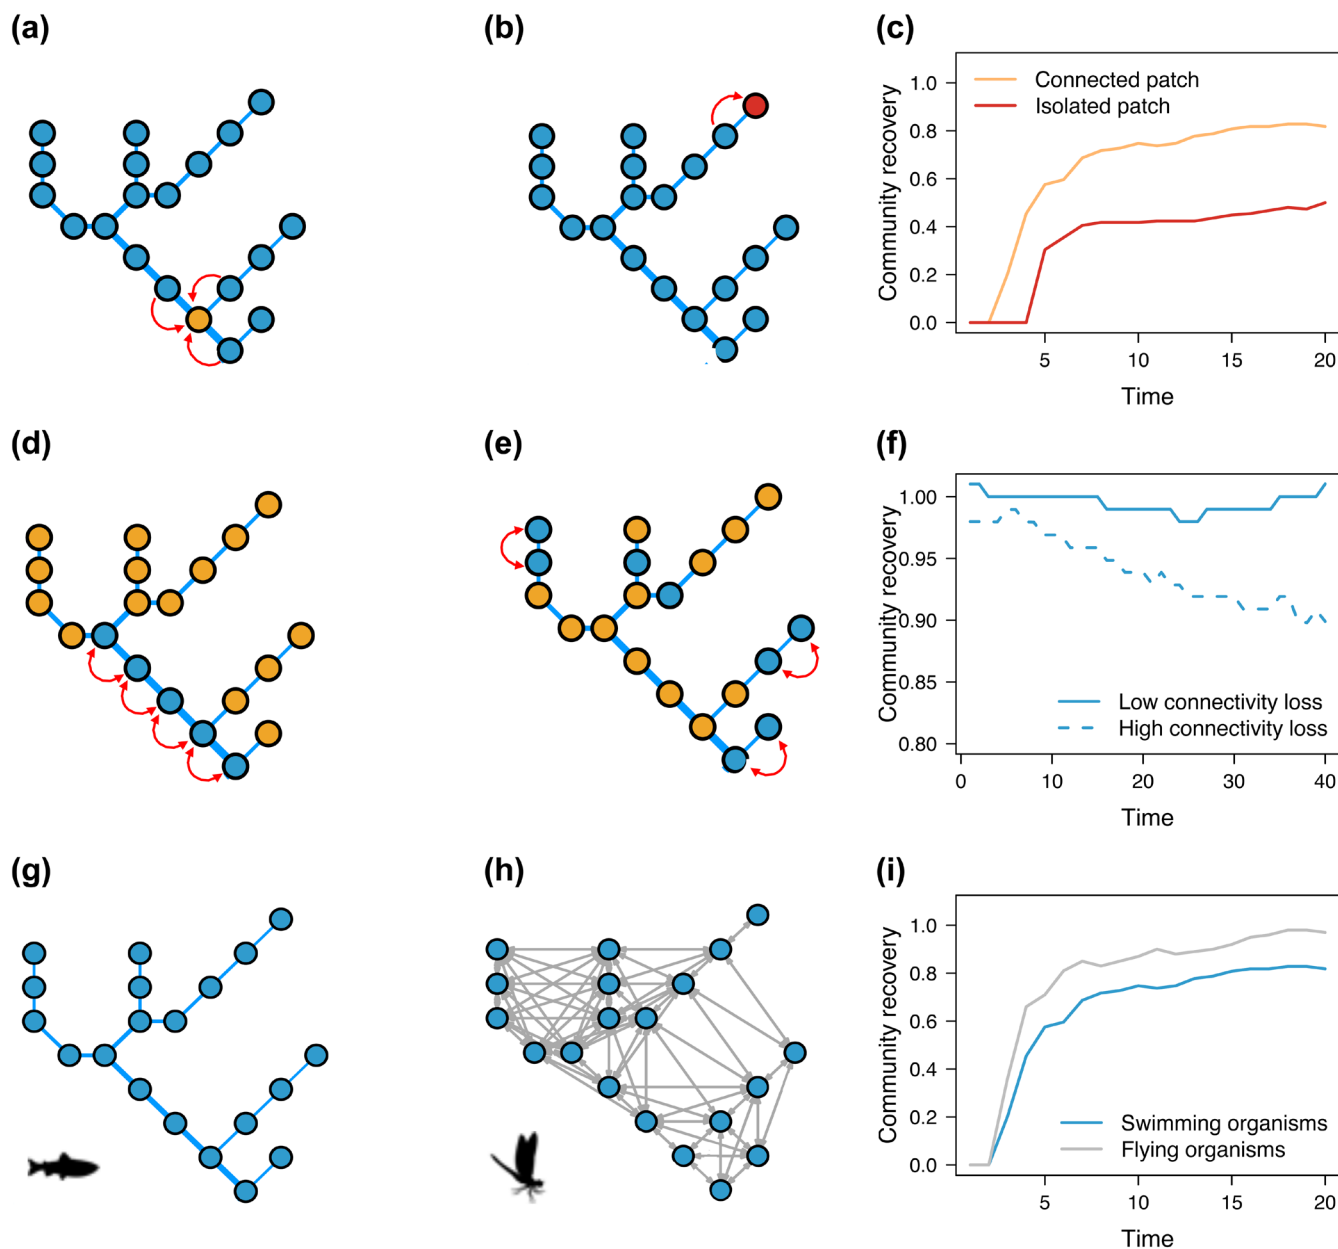 (a)
(b)
(c)
Community recovery
1.0
0.8
0.6
0.4
0.2
0.0
Connected patch
Isolated patch
5
10
15
20
Time
(d)
(e)
(f)
Community recovery
1.00
0.95
0.90
0.85
0.80
Low connectivity loss
High connectivity loss
0
10
20
30
40
Time
(g)
(h)
(i)
Community recovery
1.0
0.8
0.6
0.4
0.2
0.0
Swimming organisms
Flying organisms
5
10
15
20
Time